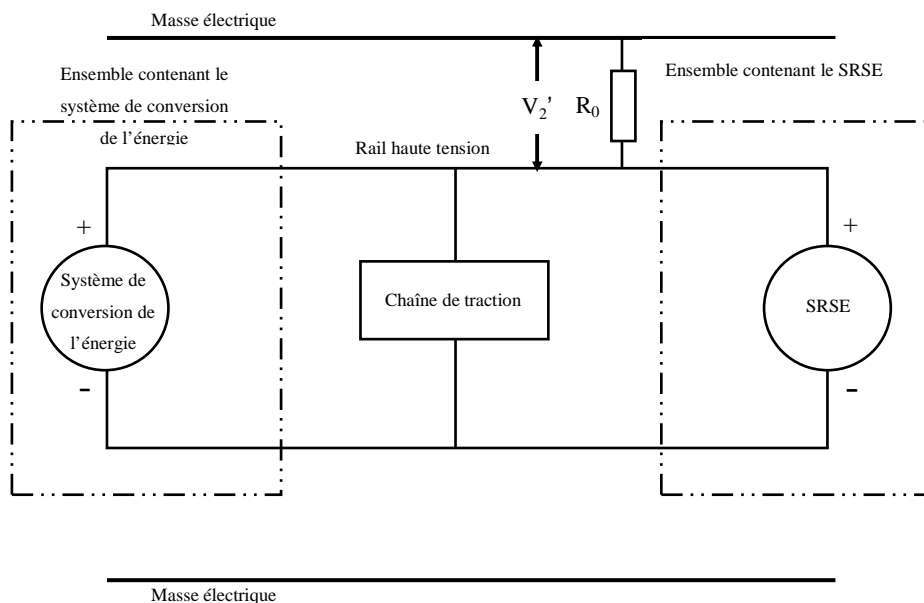 Masse électrique
Ensemble contenant le
système de conversion
de l'énergie
Ensemble contenant le SRSE
V2’ R0
Rail haute tension
+
+
Système de
conversion de
l'énergie
Chaîne de traction
SRSE
-
-
Masse électrique